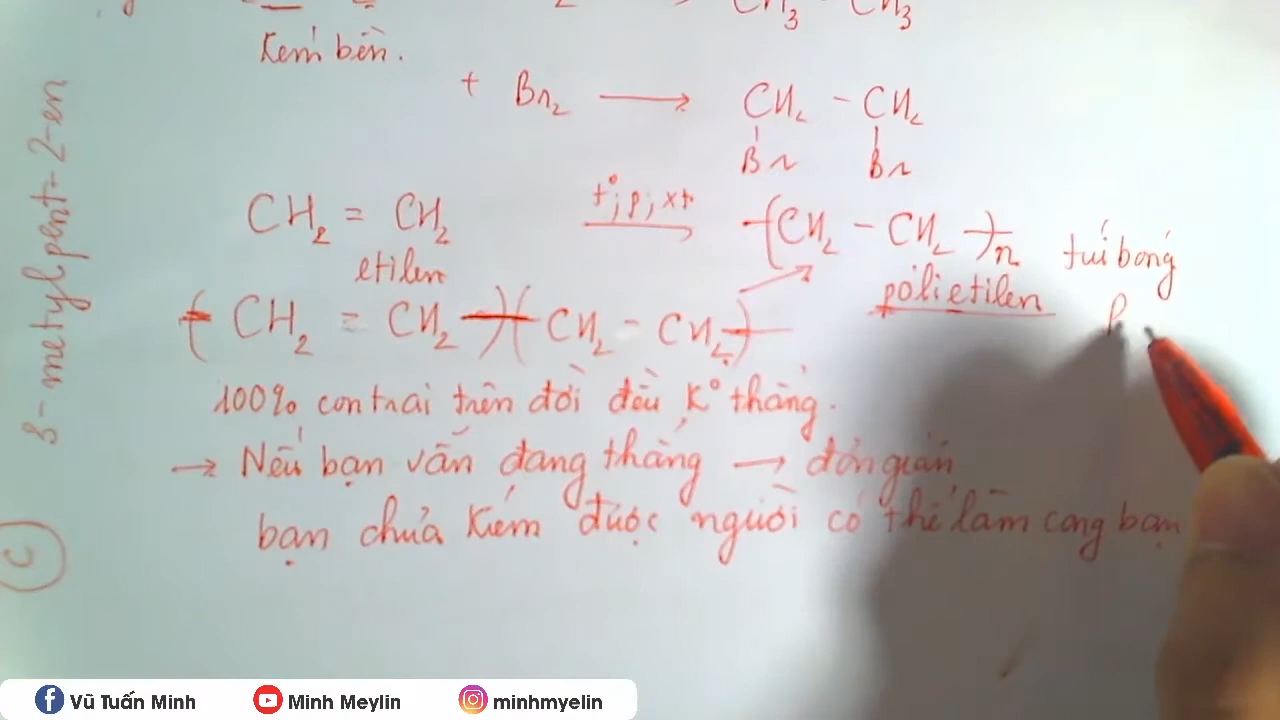 CH₃ - CH₃
Kém bền.
+ Br₂ → CH₂ - CH₂
Br Br
CH₂ = CH₂ t°, p, xt → -(CH₂ - CH₂-)n túi bóng
etilen polietilen P
-(CH₂ = CH₂-)(-CH₂ - CH₂-)
100% con trai trên đời đều K° thẳng.
→ Nếu bạn vẫn đang thẳng → đơn giản
bạn chưa kiếm được người có thể làm cong bạn
3-metylpent-2-en
C
Vũ Tuấn Minh Minh Meylin minhmyelin